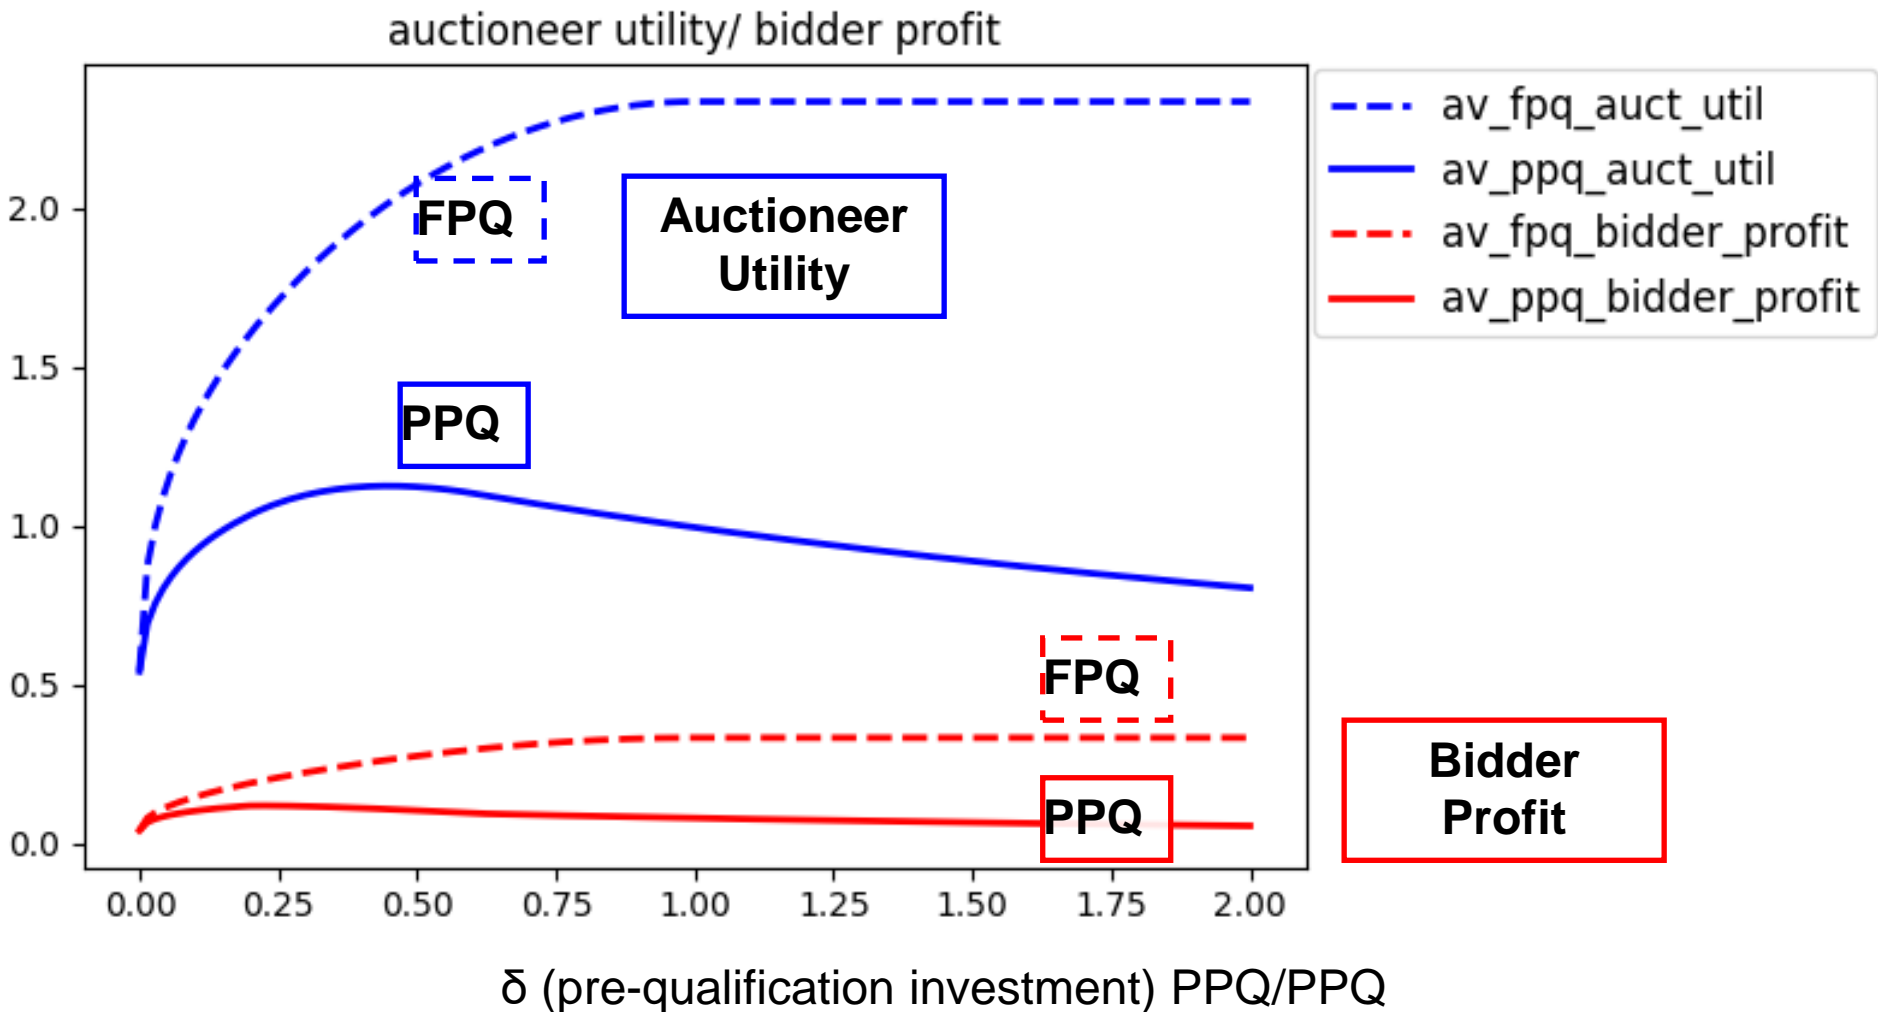 auctioneer utility/ bidder profit
av_fpq_auct_util
av_ppq_auct_util
av_fpq_bidder_profit
av_ppq_bidder_profit
2.0
1.5
1.0
0.5
0.0
FPQ
Auctioneer
Utility
PPQ
FPQ
PPQ
Bidder
Profit
0.00 0.25 0.50 0.75 1.00 1.25 1.50 1.75 2.00
δ (pre-qualification investment) PPQ/PPQ